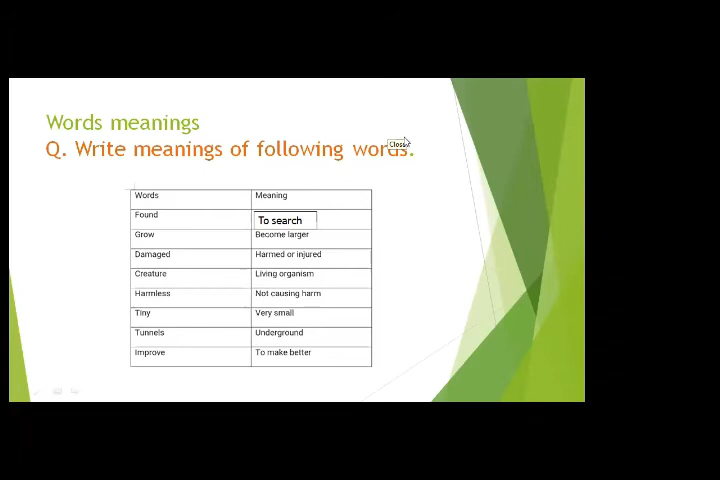 Words meanings
Q. Write meanings of following words.
Close
Words Meaning
Found To search
Grow Become larger
Damaged Harmed or injured
Creature Living organism
Harmless Not causing harm
Tiny Very small
Tunnels Underground
Improve To make better